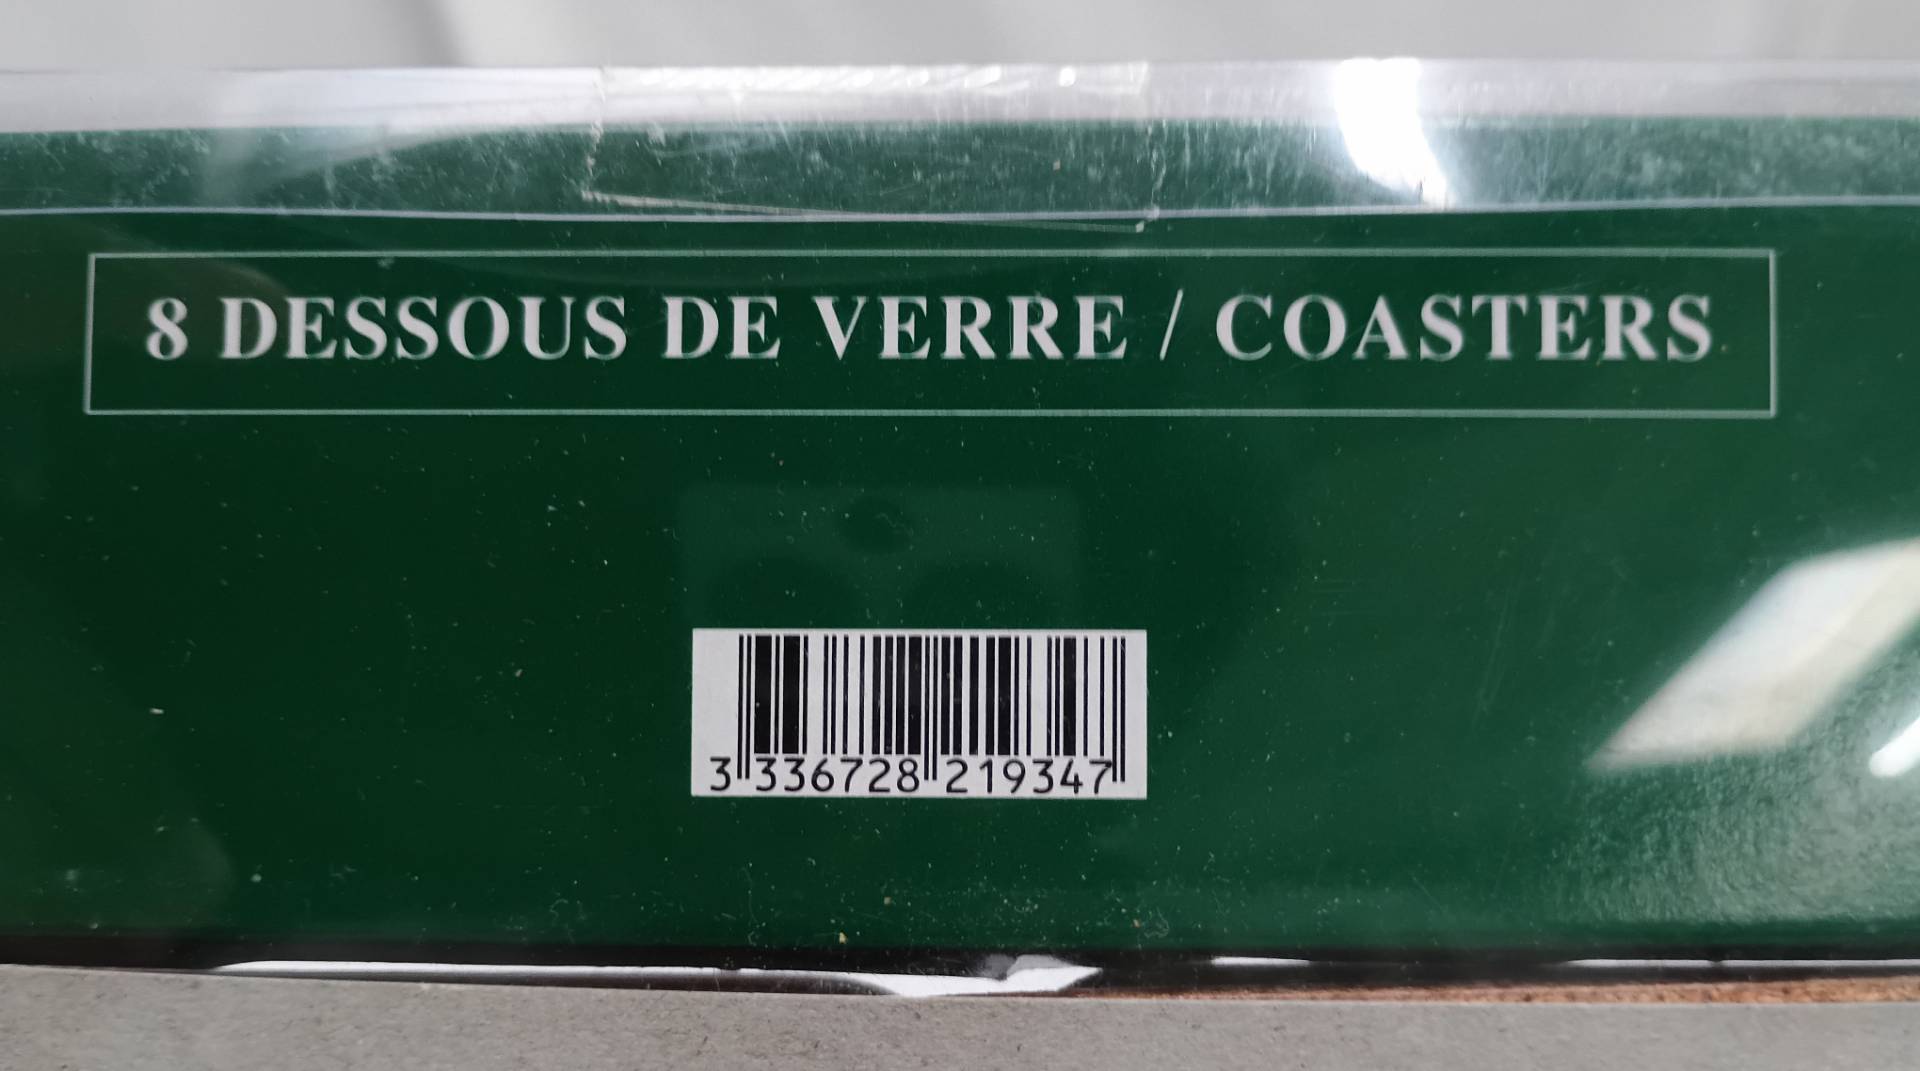 8 DESSOUS DE VERRE / COASTERS
3 336728 219347